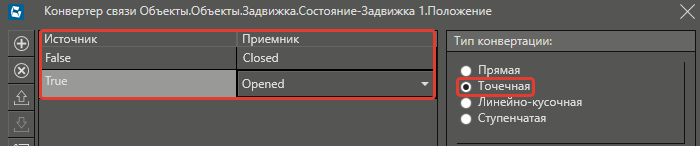 Конвертер связи Объекты.Объекты.Задвижка.Состояние-Задвижка 1.Положение
Источник Приемник
False Closed
True Opened
Тип конвертации:
Прямая
Точечная
Линейно-кусочная
Ступенчатая